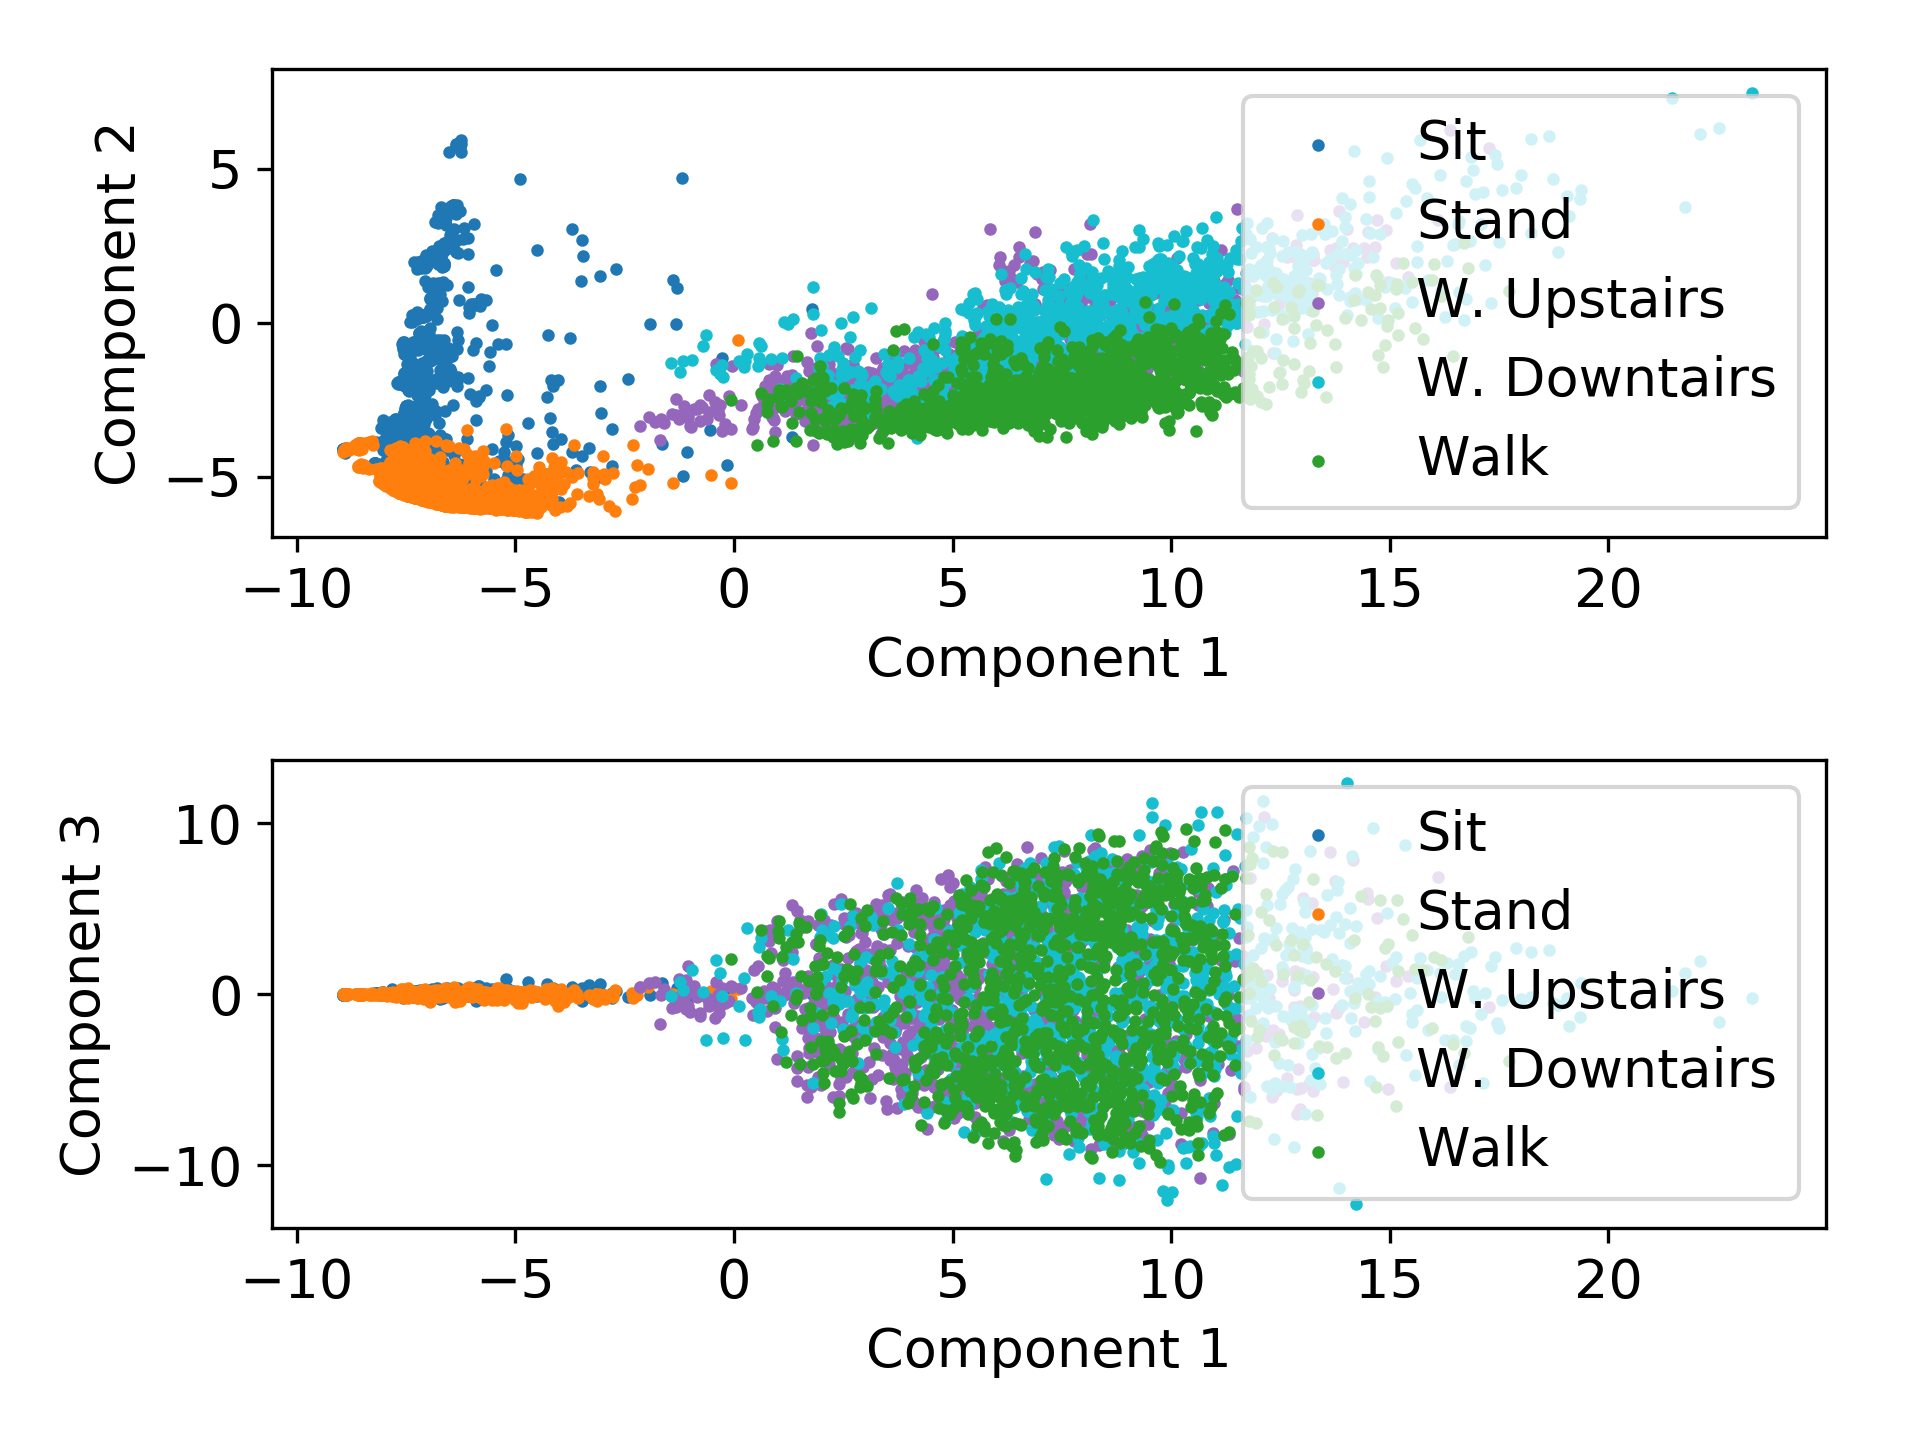 Component 2
5
0
−5
Sit
Stand
W. Upstairs
W. Downtairs
Walk
−10 −5 0 5 10 15 20
Component 1
Component 3
10
0
−10
Sit
Stand
W. Upstairs
W. Downtairs
Walk
−10 −5 0 5 10 15 20
Component 1